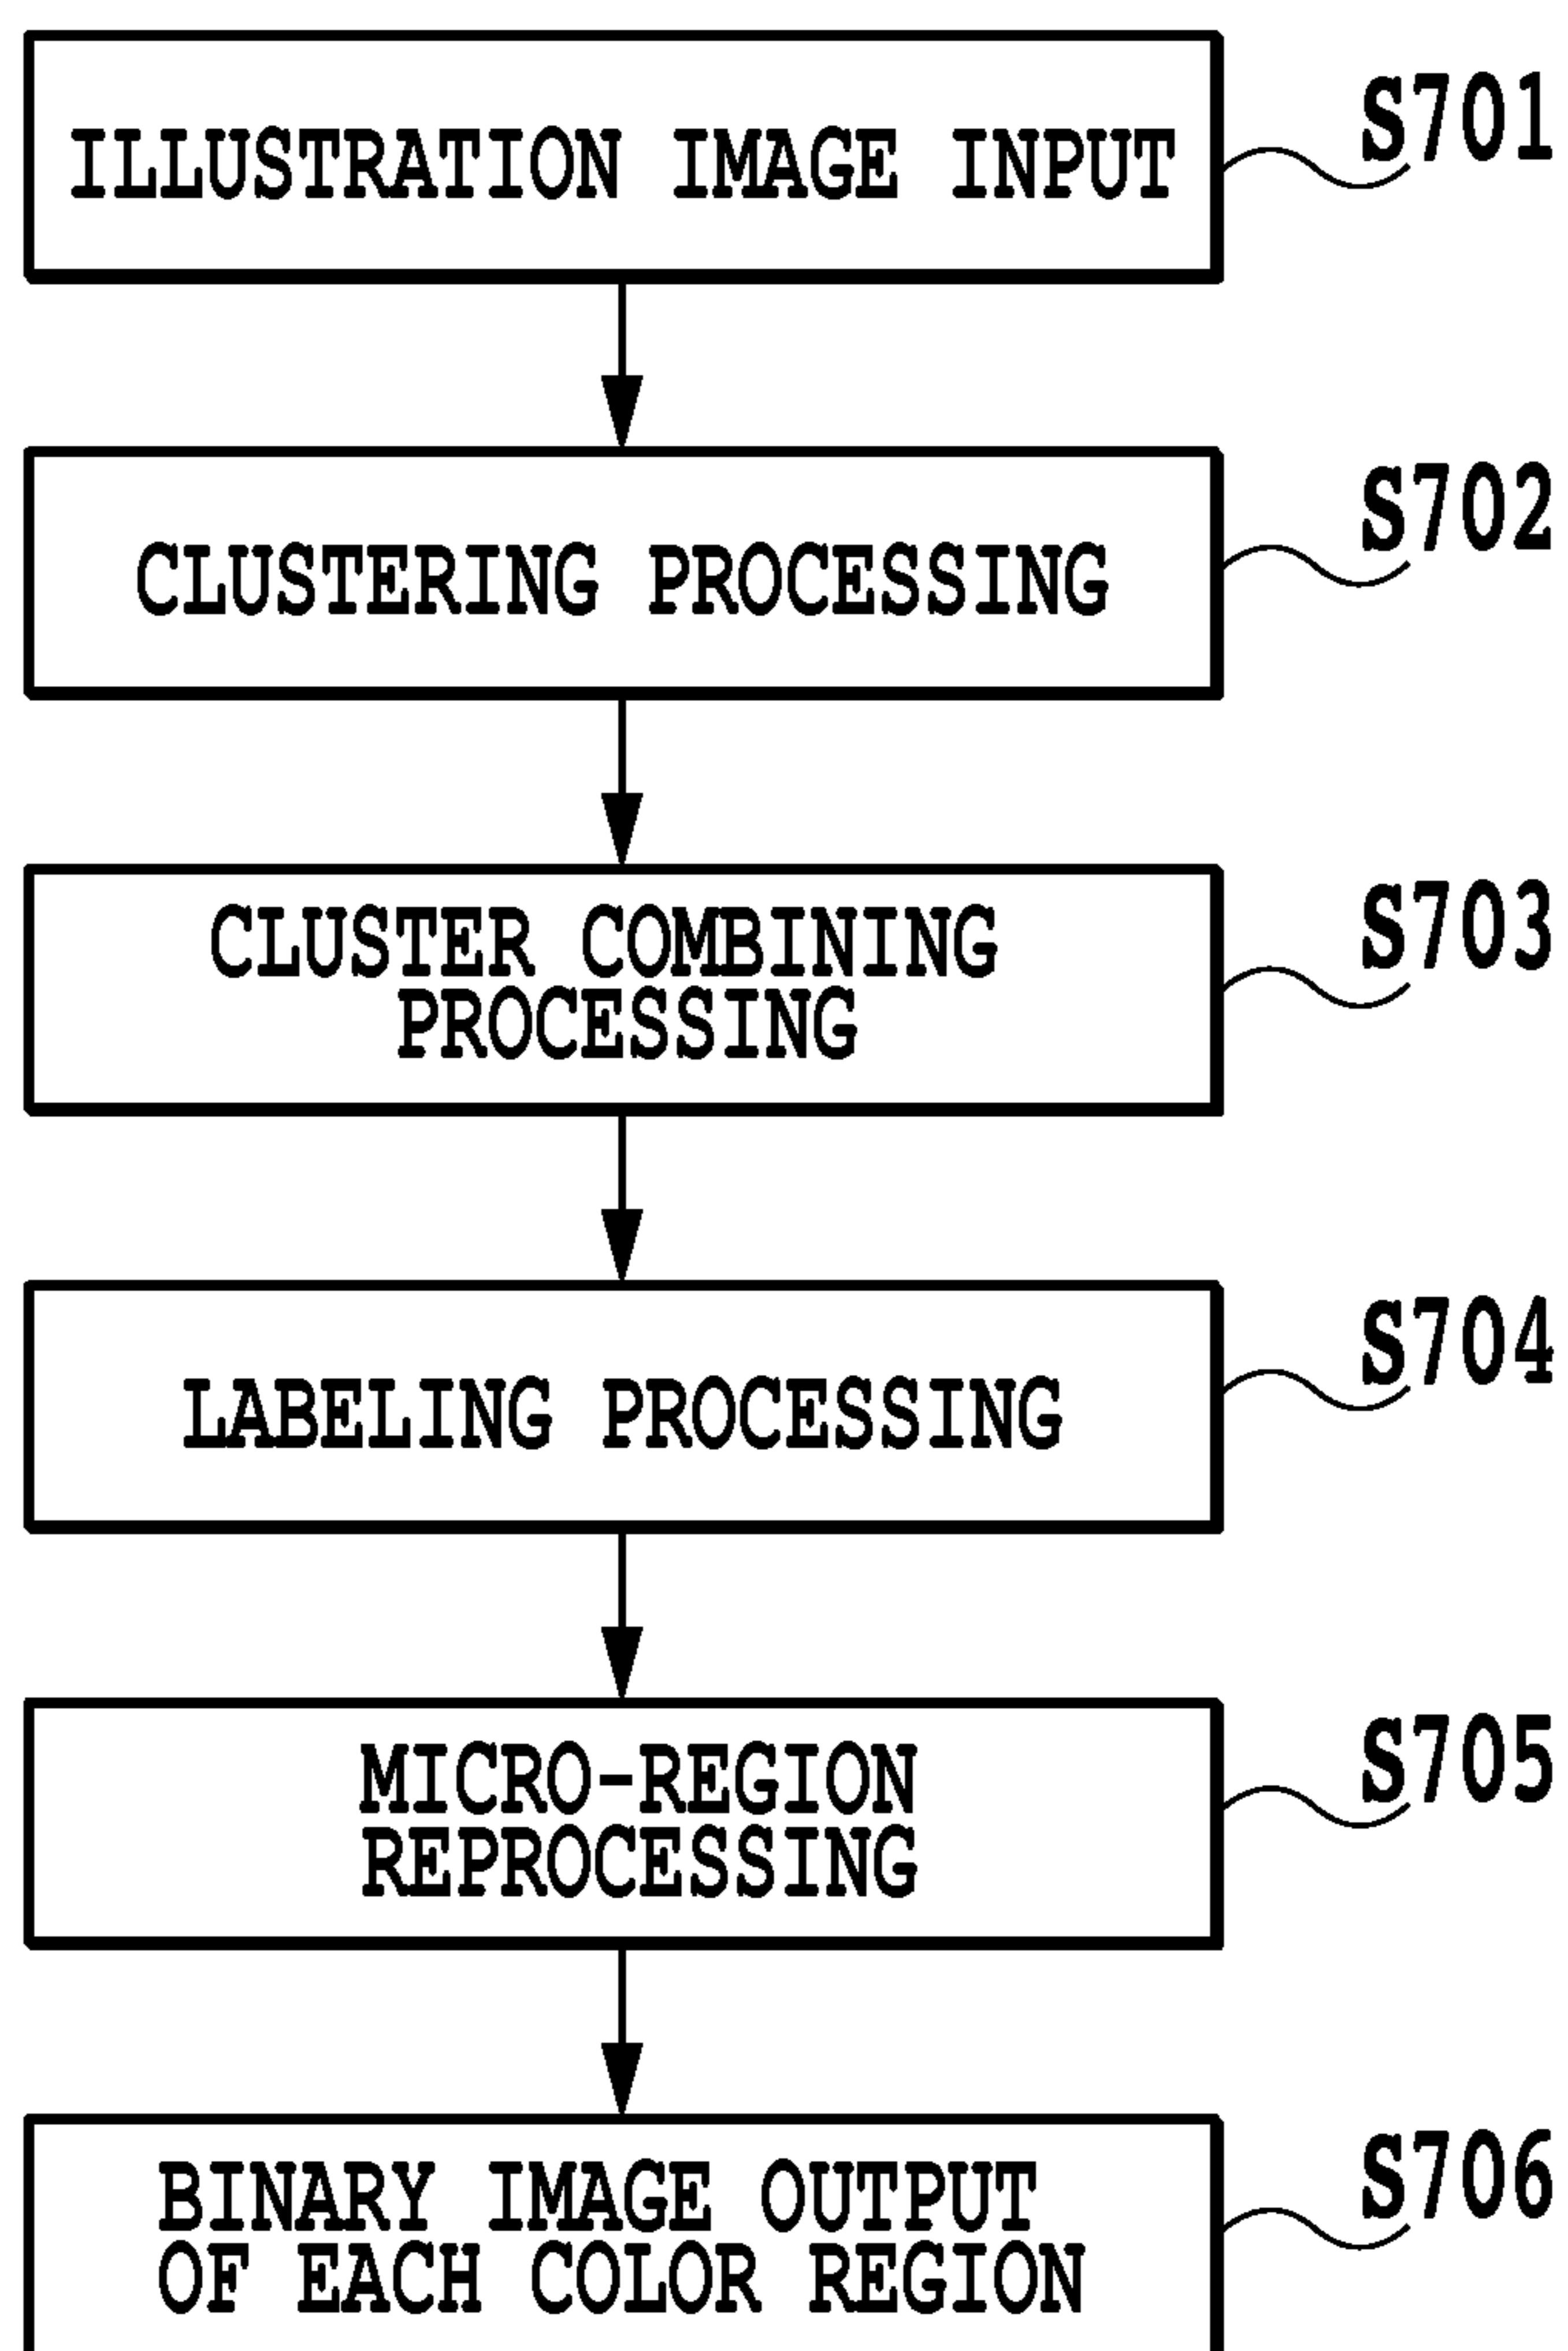 ILLUSTRATION IMAGE INPUT
S701
CLUSTERING PROCESSING
S702
CLUSTER COMBINING
PROCESSING
S703
LABELING PROCESSING
S704
MICRO-REGION
REPROCESSING
S705
BINARY IMAGE OUTPUT
OF EACH COLOR REGION
S706